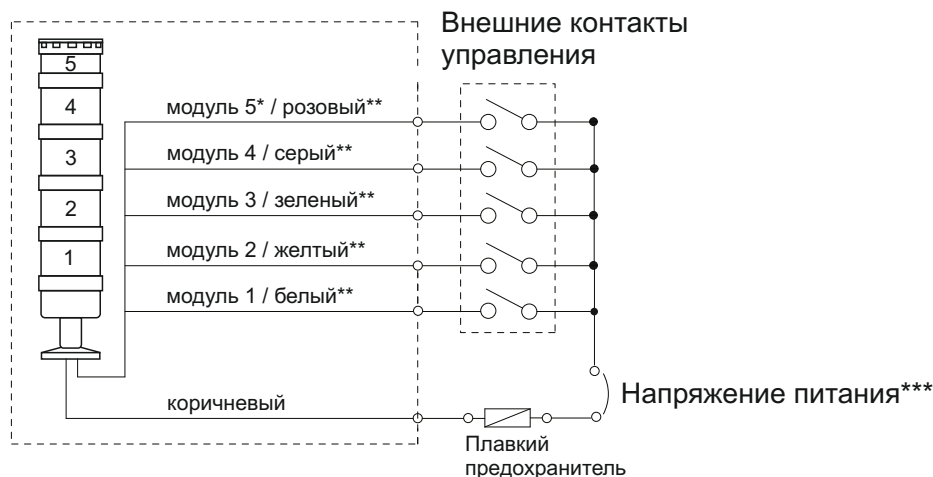 Внешние контакты
управления
5
4
3
2
1
модуль 5* / розовый**
модуль 4 / серый**
модуль 3 / зеленый**
модуль 2 / желтый**
модуль 1 / белый**
коричневый
Напряжение питания***
Плавкий
предохранитель